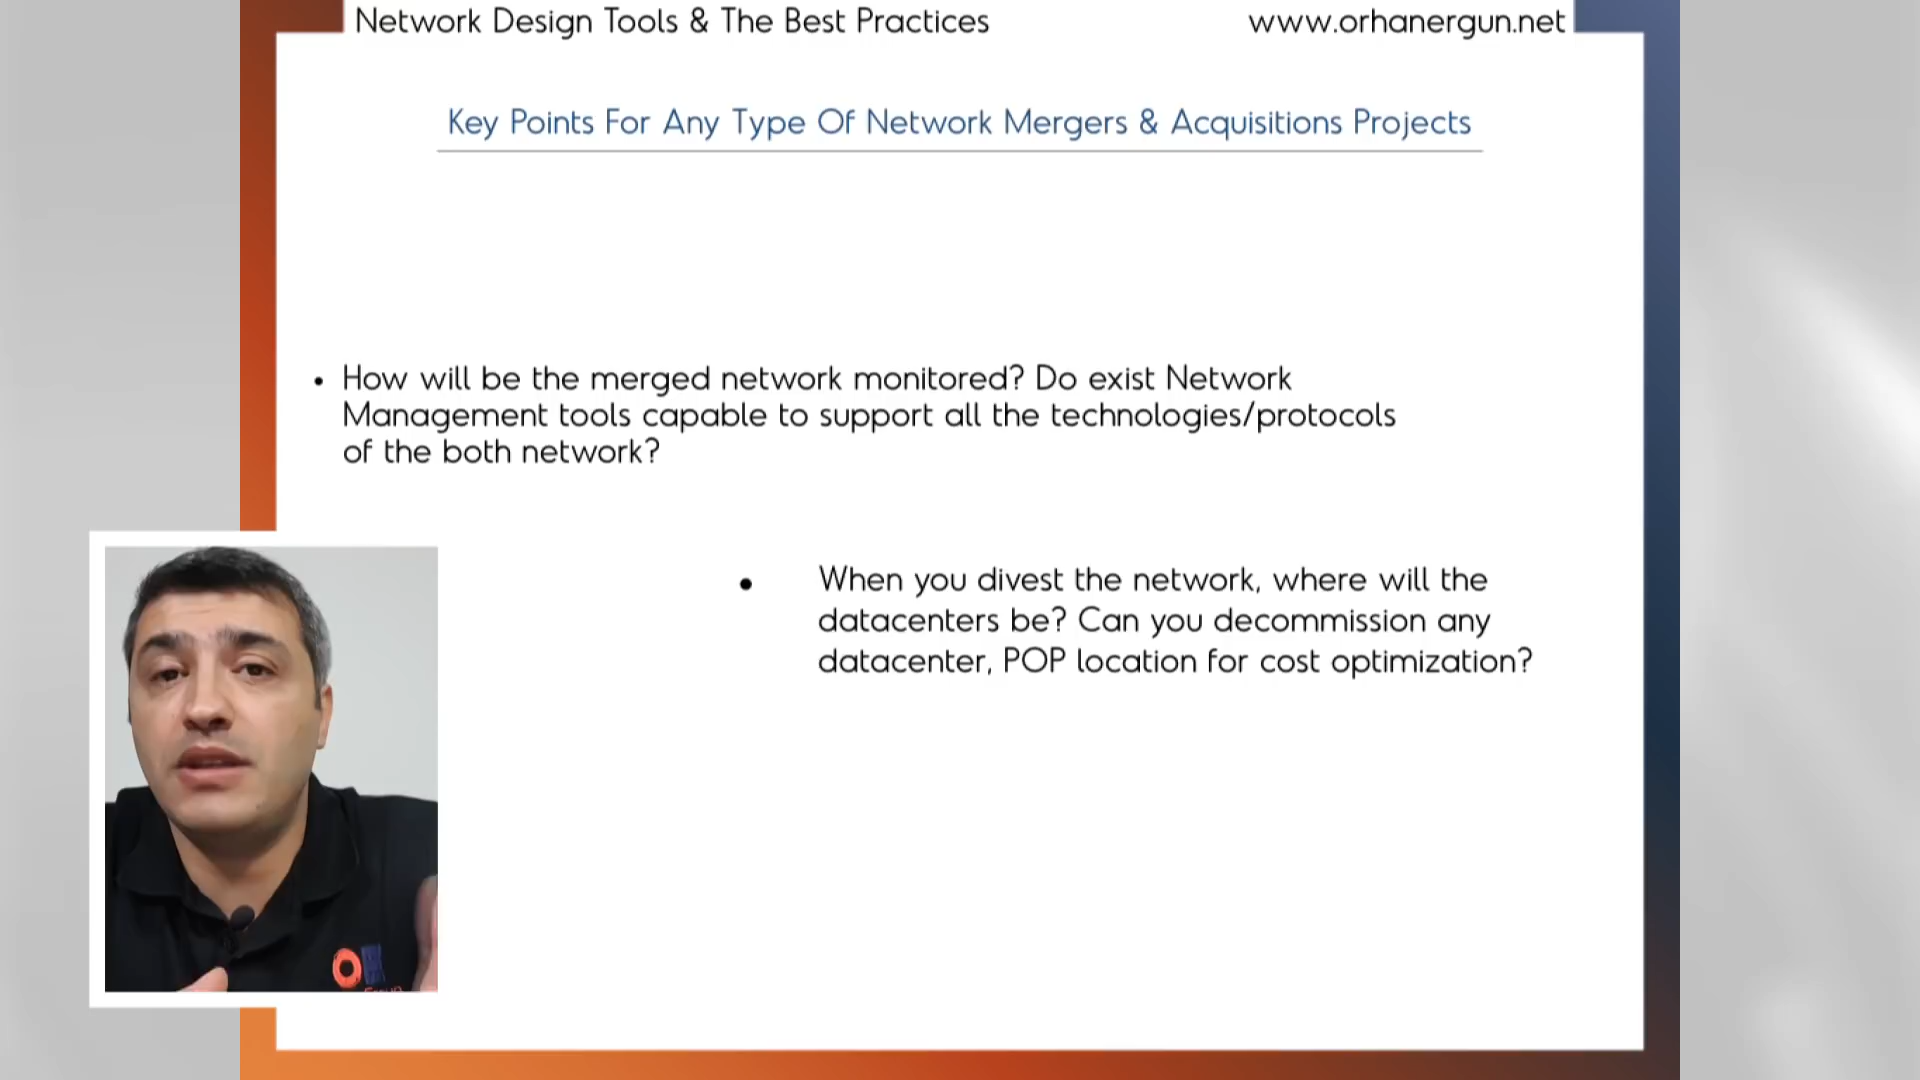 Network Design Tools & The Best Practices
www.orhanergun.net
Key Points For Any Type Of Network Mergers & Acquisitions Projects
• How will be the merged network monitored? Do exist Network
Management tools capable to support all the technologies/protocols
of the both network?
• When you divest the network, where will the
datacenters be? Can you decommission any
datacenter, POP location for cost optimization?